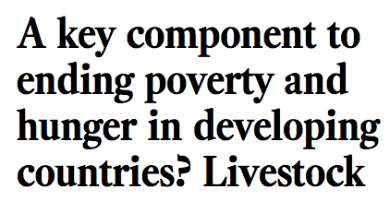 A key component to
ending poverty and
hunger in developing
countries? Livestock